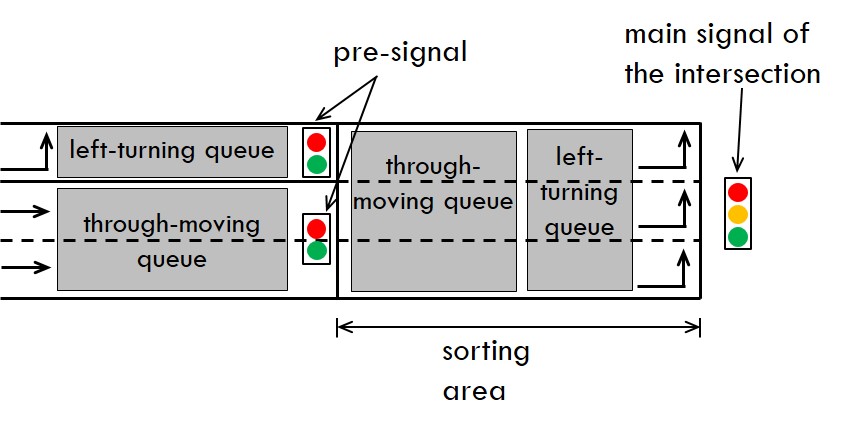 main signal of
the intersection
pre-signal
left-turning queue
through-moving
queue
through-
moving queue
left-
turning
queue
sorting
area